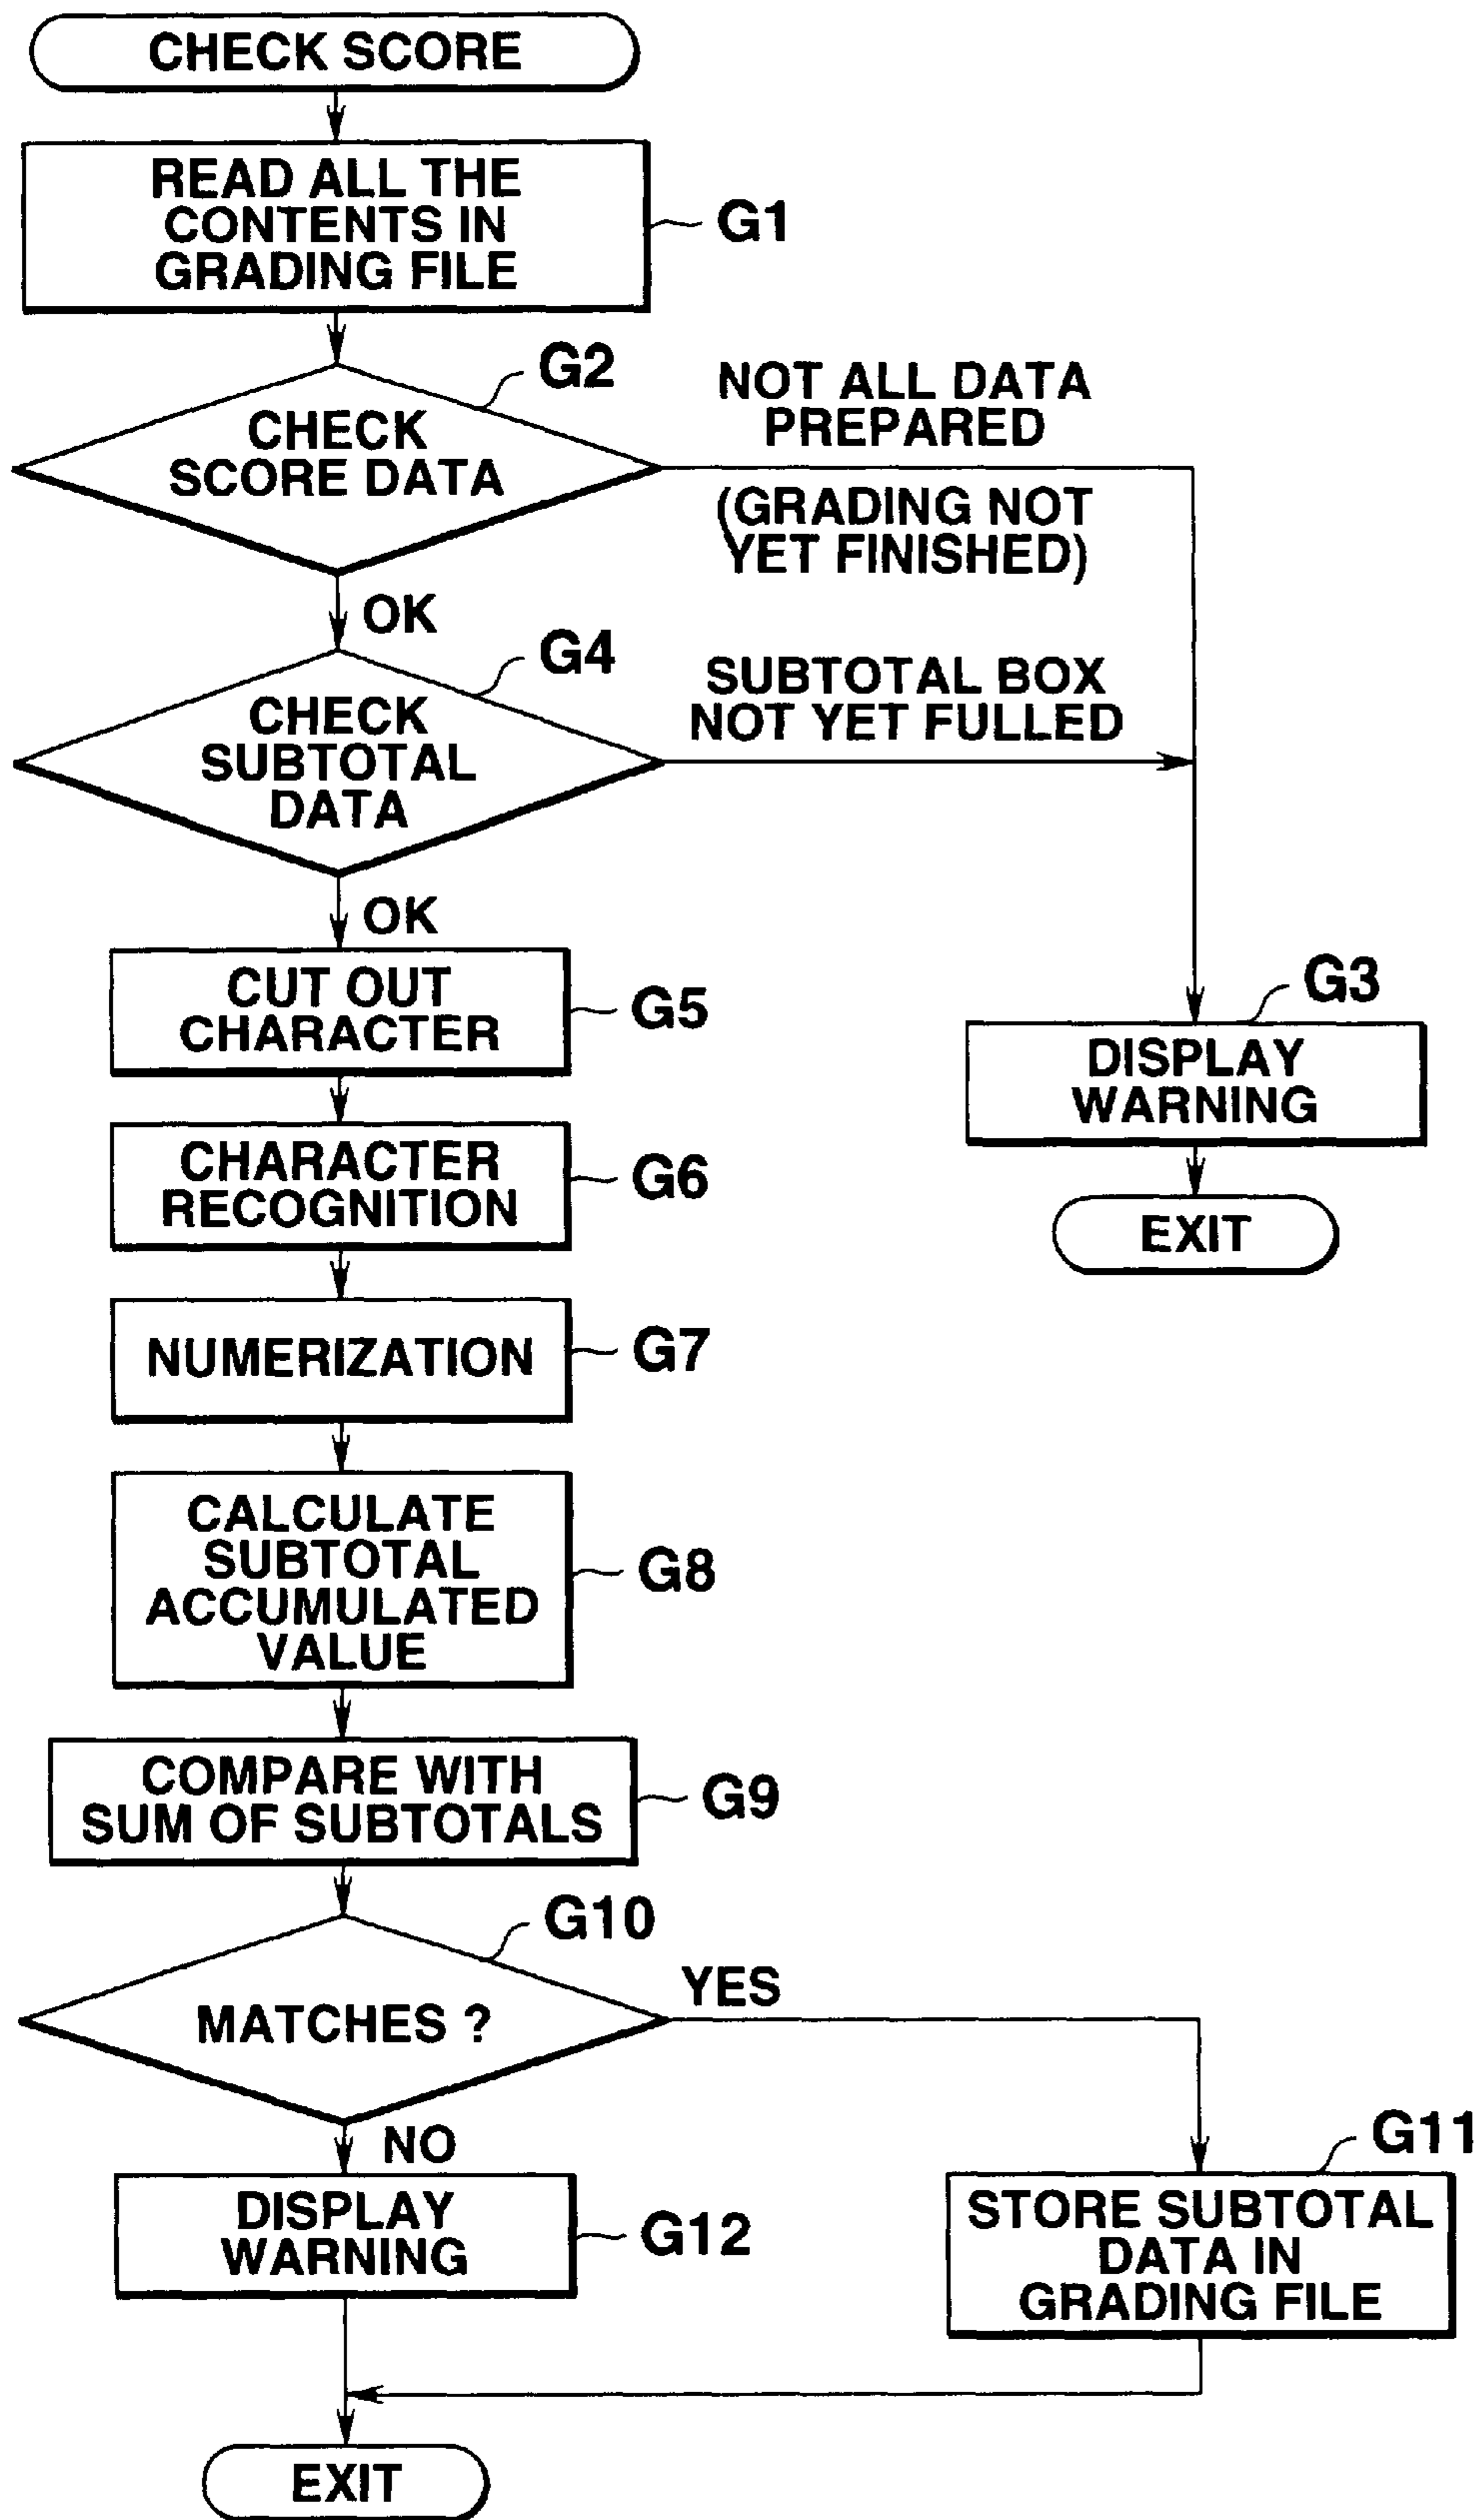 CHECK SCORE
READ ALL THE
CONTENTS IN
GRADING FILE
G1
G2
CHECK
SCORE DATA
NOT ALL DATA
PREPARED
(GRADING NOT
YET FINISHED)
OK
G4
CHECK
SUBTOTAL
DATA
SUBTOTAL BOX
NOT YET FULLED
OK
CUT OUT
CHARACTER
G5
G3
DISPLAY
WARNING
EXIT
CHARACTER
RECOGNITION
G6
NUMERIZATION
G7
CALCULATE
SUBTOTAL
ACCUMULATED
VALUE
G8
COMPARE WITH
SUM OF SUBTOTALS
G9
G10
MATCHES ?
YES
NO
DISPLAY
WARNING
G12
G11
STORE SUBTOTAL
DATA IN
GRADING FILE
EXIT